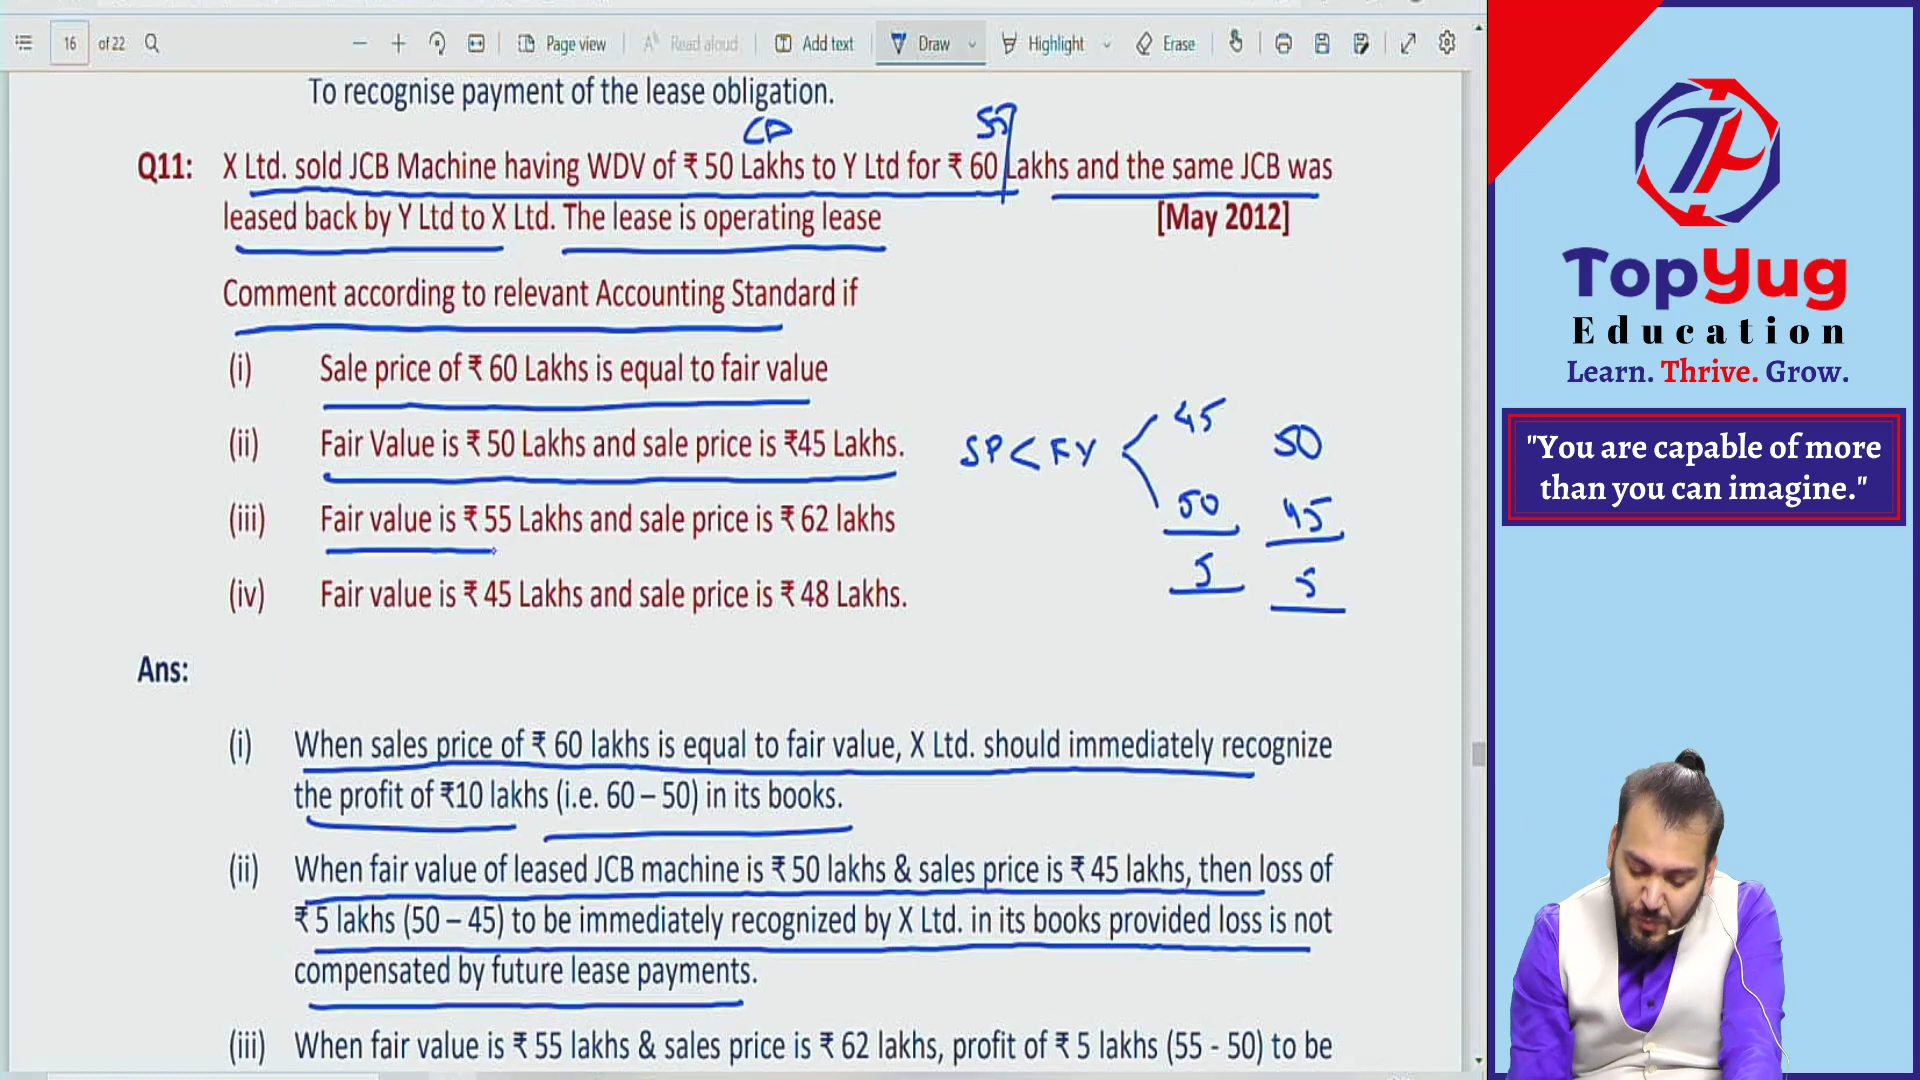 16 of 22
Page view
Read aloud
Add text
Draw
Highlight
Erase
To recognise payment of the lease obligation.
Q11: X Ltd. sold JCB Machine having WDV of ₹ 50 Lakhs to Y Ltd for ₹ 60 Lakhs and the same JCB was
leased back by Y Ltd to X Ltd. The lease is operating lease [May 2012]
Comment according to relevant Accounting Standard if
(i) Sale price of ₹ 60 Lakhs is equal to fair value
(ii) Fair Value is ₹ 50 Lakhs and sale price is ₹45 Lakhs.
(iii) Fair value is ₹ 55 Lakhs and sale price is ₹ 62 lakhs
(iv) Fair value is ₹ 45 Lakhs and sale price is ₹ 48 Lakhs.
SP < FV
45 50
50 45
5 5
Ans:
(i) When sales price of ₹ 60 lakhs is equal to fair value, X Ltd. should immediately recognize
the profit of ₹10 lakhs (i.e. 60 – 50) in its books.
(ii) When fair value of leased JCB machine is ₹ 50 lakhs & sales price is ₹ 45 lakhs, then loss of
₹ 5 lakhs (50 – 45) to be immediately recognized by X Ltd. in its books provided loss is not
compensated by future lease payments.
(iii) When fair value is ₹ 55 lakhs & sales price is ₹ 62 lakhs, profit of ₹ 5 lakhs (55 - 50) to be
TopYug
Education
Learn. Thrive. Grow.
"You are capable of more
than you can imagine."